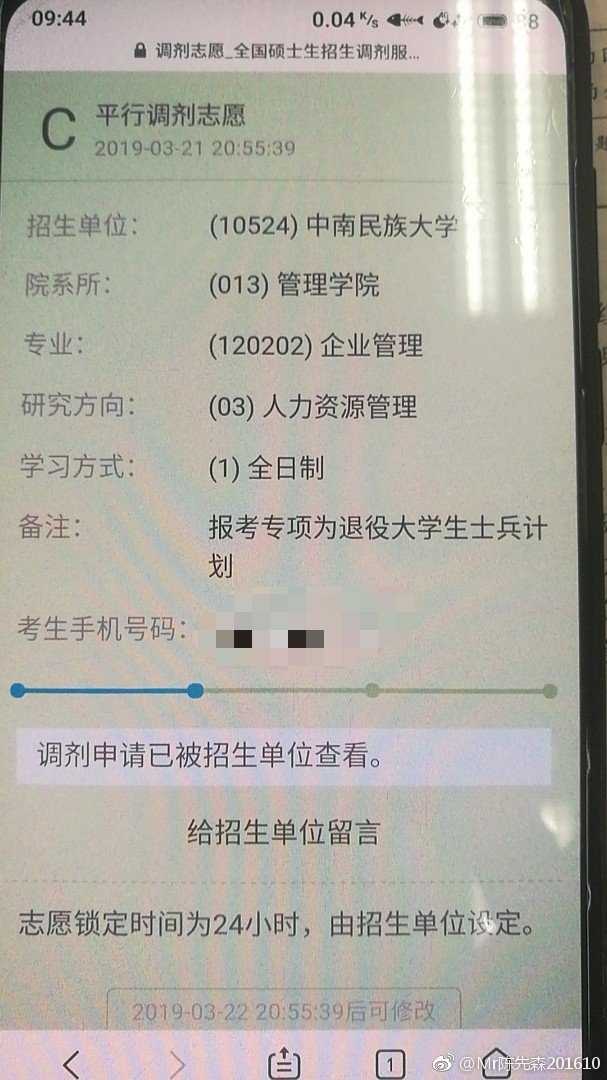 09:44
0.04 K/s
调剂志愿_全国硕士生招生调剂服...
C 平行调剂志愿
2019-03-21 20:55:39
招生单位: (10524) 中南民族大学
院系所: (013) 管理学院
专业: (120202) 企业管理
研究方向: (03) 人力资源管理
学习方式: (1) 全日制
备注: 报考专项为退役大学生士兵计
划
考生手机号码:
调剂申请已被招生单位查看。
给招生单位留言
志愿锁定时间为24小时，由招生单位设定。
2019-03-22 20:55:39后可修改
1
@Mr陈先森201610